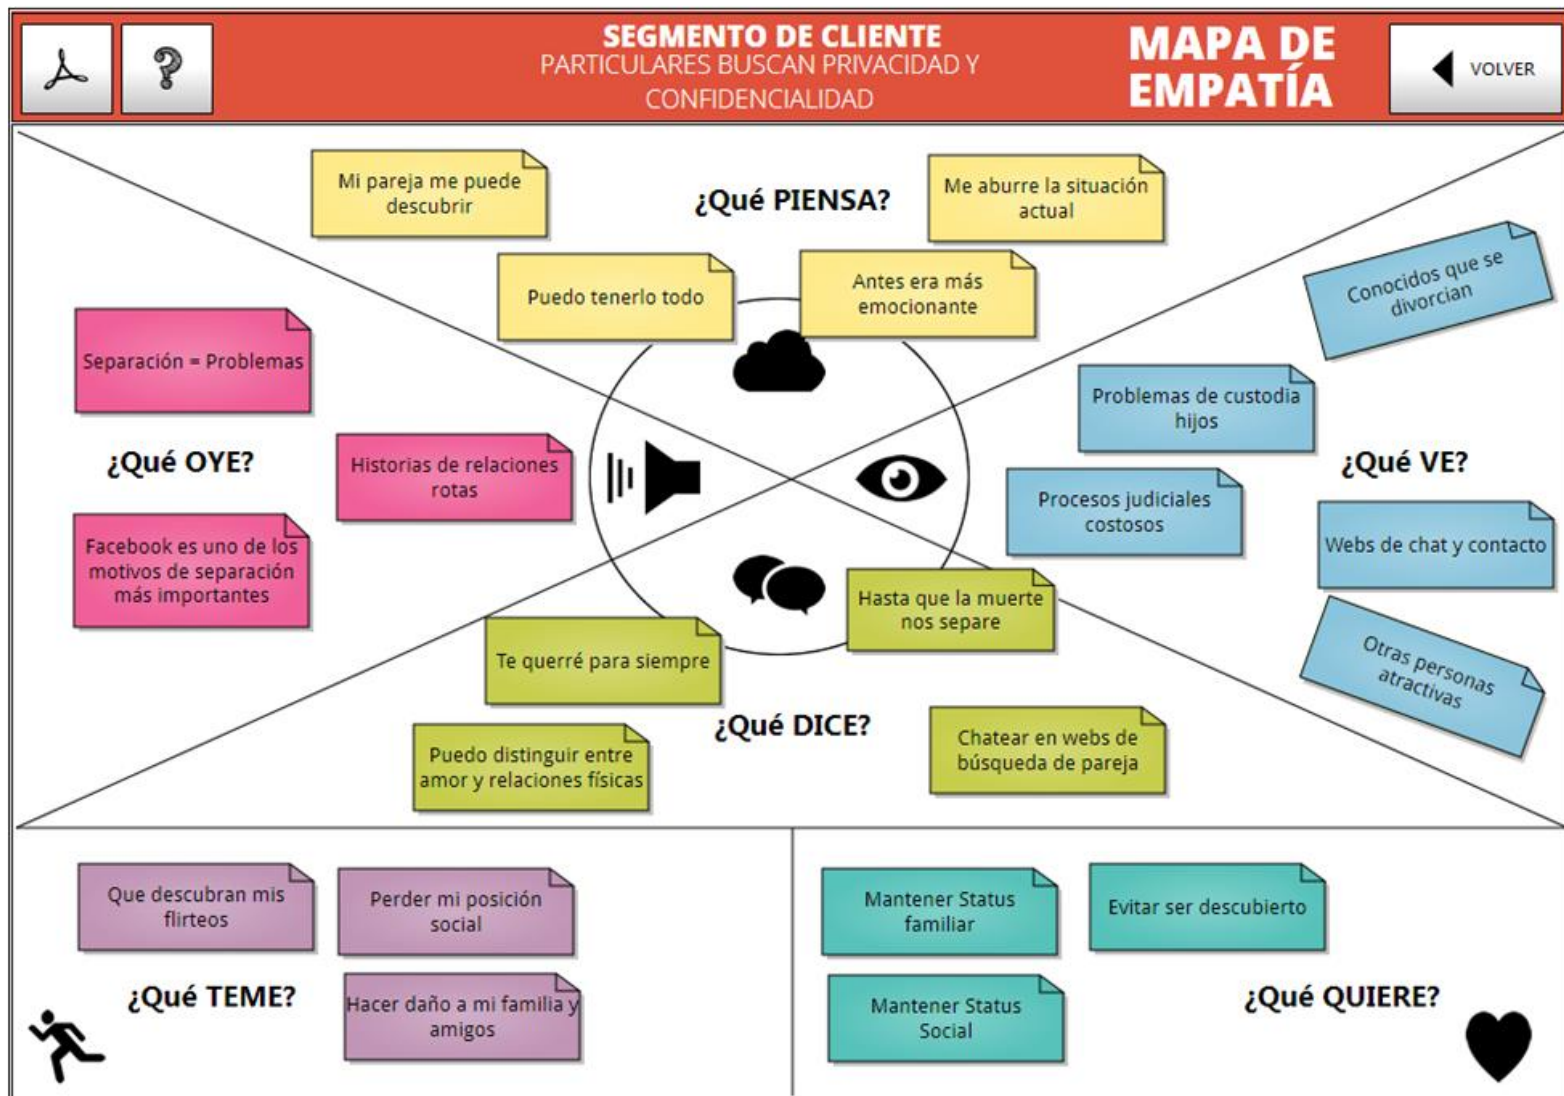 SEGMENTO DE CLIENTE
PARTICULARES BUSCAN PRIVACIDAD Y
CONFIDENCIALIDAD
MAPA DE
EMPATÍA
VOLVER
?
¿Qué PIENSA?
Mi pareja me puede
descubrir
Me aburre la situación
actual
Puedo tenerlo todo
Antes era más
emocionante
¿Qué OYE?
Separación = Problemas
Historias de relaciones
rotas
Facebook es uno de los
motivos de separación
más importantes
¿Qué VE?
Conocidos que se
divorcian
Problemas de custodia
hijos
Procesos judiciales
costosos
Webs de chat y contacto
Otras personas
atractivas
¿Qué DICE?
Hasta que la muerte
nos separe
Te querré para siempre
Puedo distinguir entre
amor y relaciones físicas
Chatear en webs de
búsqueda de pareja
¿Qué TEME?
Que descubran mis
flirteos
Perder mi posición
social
Hacer daño a mi familia y
amigos
¿Qué QUIERE?
Mantener Status
familiar
Evitar ser descubierto
Mantener Status
Social